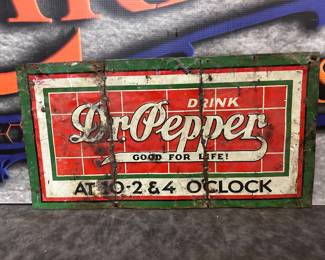 DRINK
Dr. Pepper
GOOD FOR LIFE!
AT 10-2 & 4 O'CLOCK